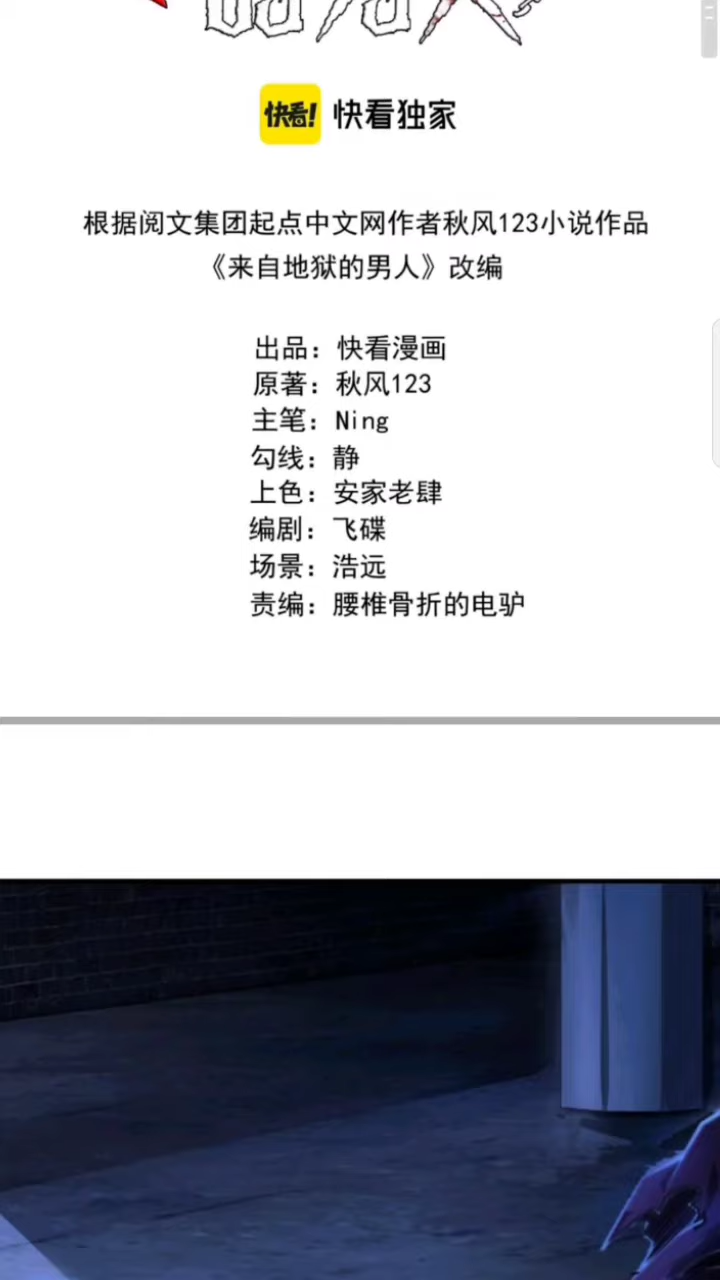 快看! 快看独家
根据阅文集团起点中文网作者秋风123小说作品
《来自地狱的男人》改编
出品：快看漫画
原著：秋风123
主笔：Ning
勾线：静
上色：安家老肆
编剧：飞碟
场景：浩远
责编：腰椎骨折的电驴